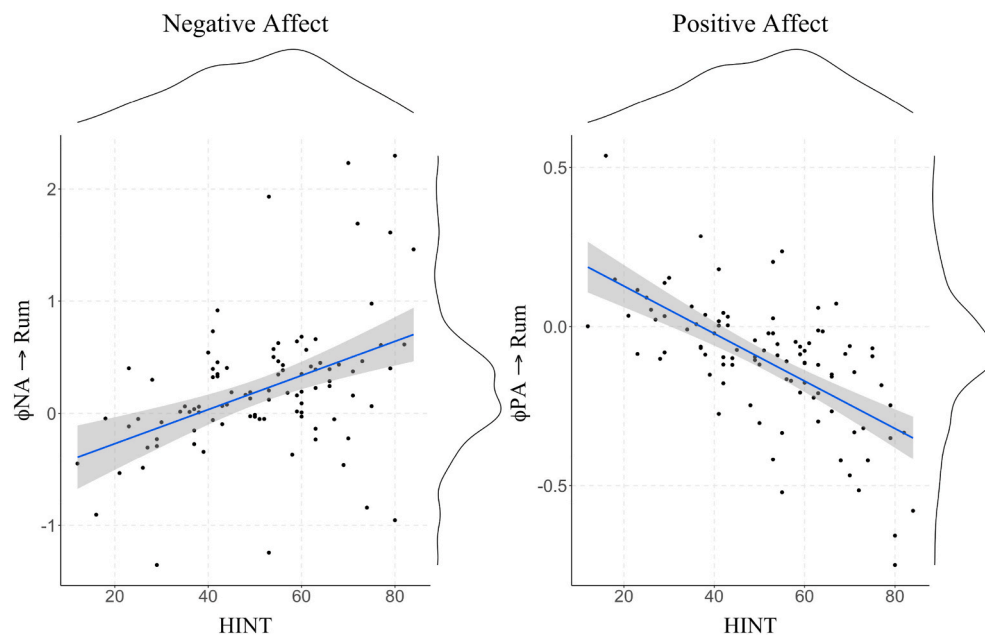 Negative Affect
Positive Affect
ϕNA → Rum
2
1
0
-1
20
40
60
80
HINT
ϕPA → Rum
0.5
0.0
-0.5
20
40
60
80
HINT